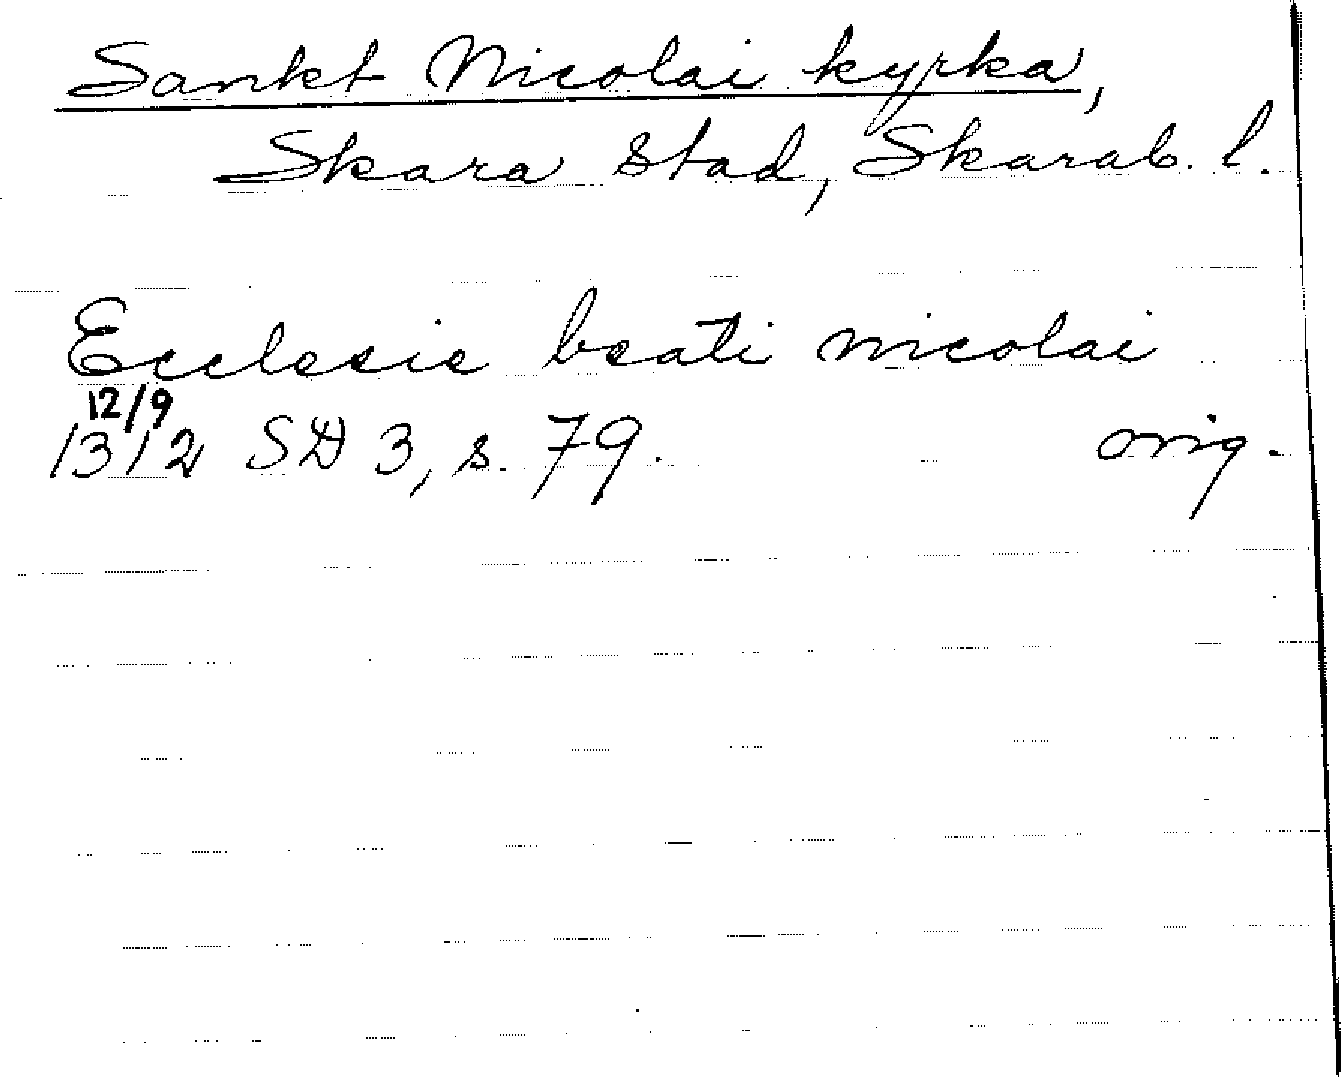 Sankt Nicolai kyrka,
Skara stad, Skarab. l.
Ecclesie beati nicolai
12/9
1312 SD 3, s. 79. orig.